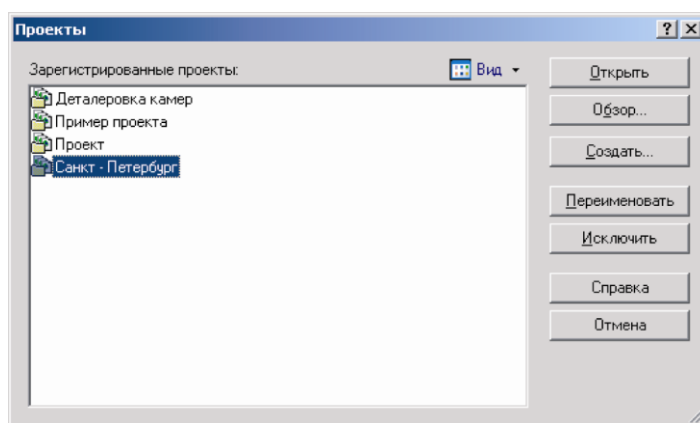 Проекты
Зарегистрированные проекты:
Вид
Деталеровка камер
Пример проекта
Проект
Санкт - Петербург
Открыть
Обзор...
Создать...
Переименовать
Исключить
Справка
Отмена